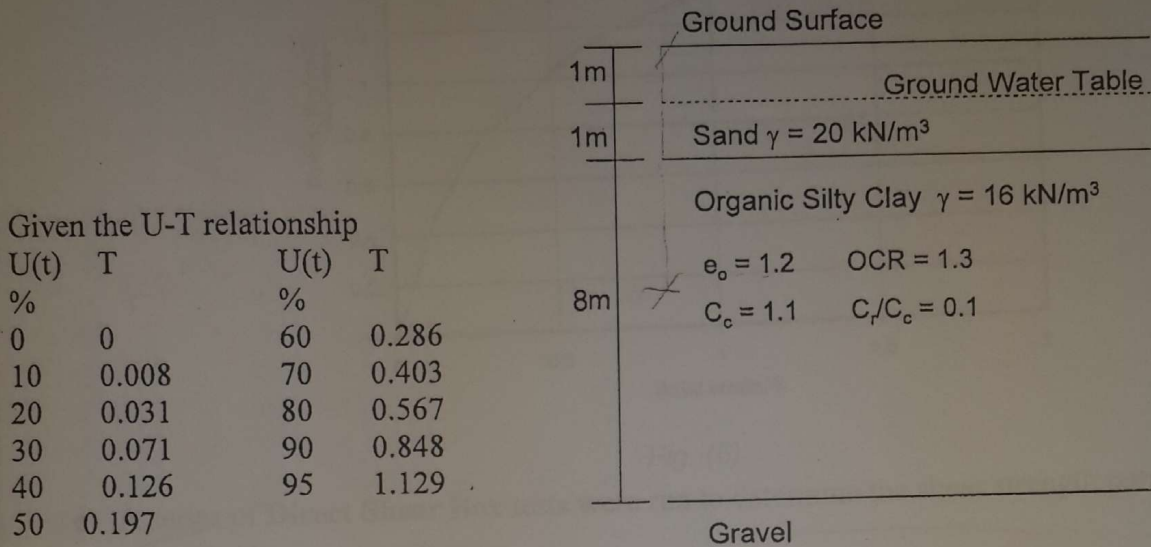 Ground Surface
1m
Ground Water Table
1m
Sand γ = 20 kN/m³
Organic Silty Clay γ = 16 kN/m³
Given the U-T relationship
U(t) T U(t) T
% %
0 0 60 0.286
10 0.008 70 0.403
20 0.031 80 0.567
30 0.071 90 0.848
40 0.126 95 1.129
50 0.197
eₒ = 1.2 OCR = 1.3
8m
C꜀ = 1.1 Cᵣ/C꜀ = 0.1
Gravel